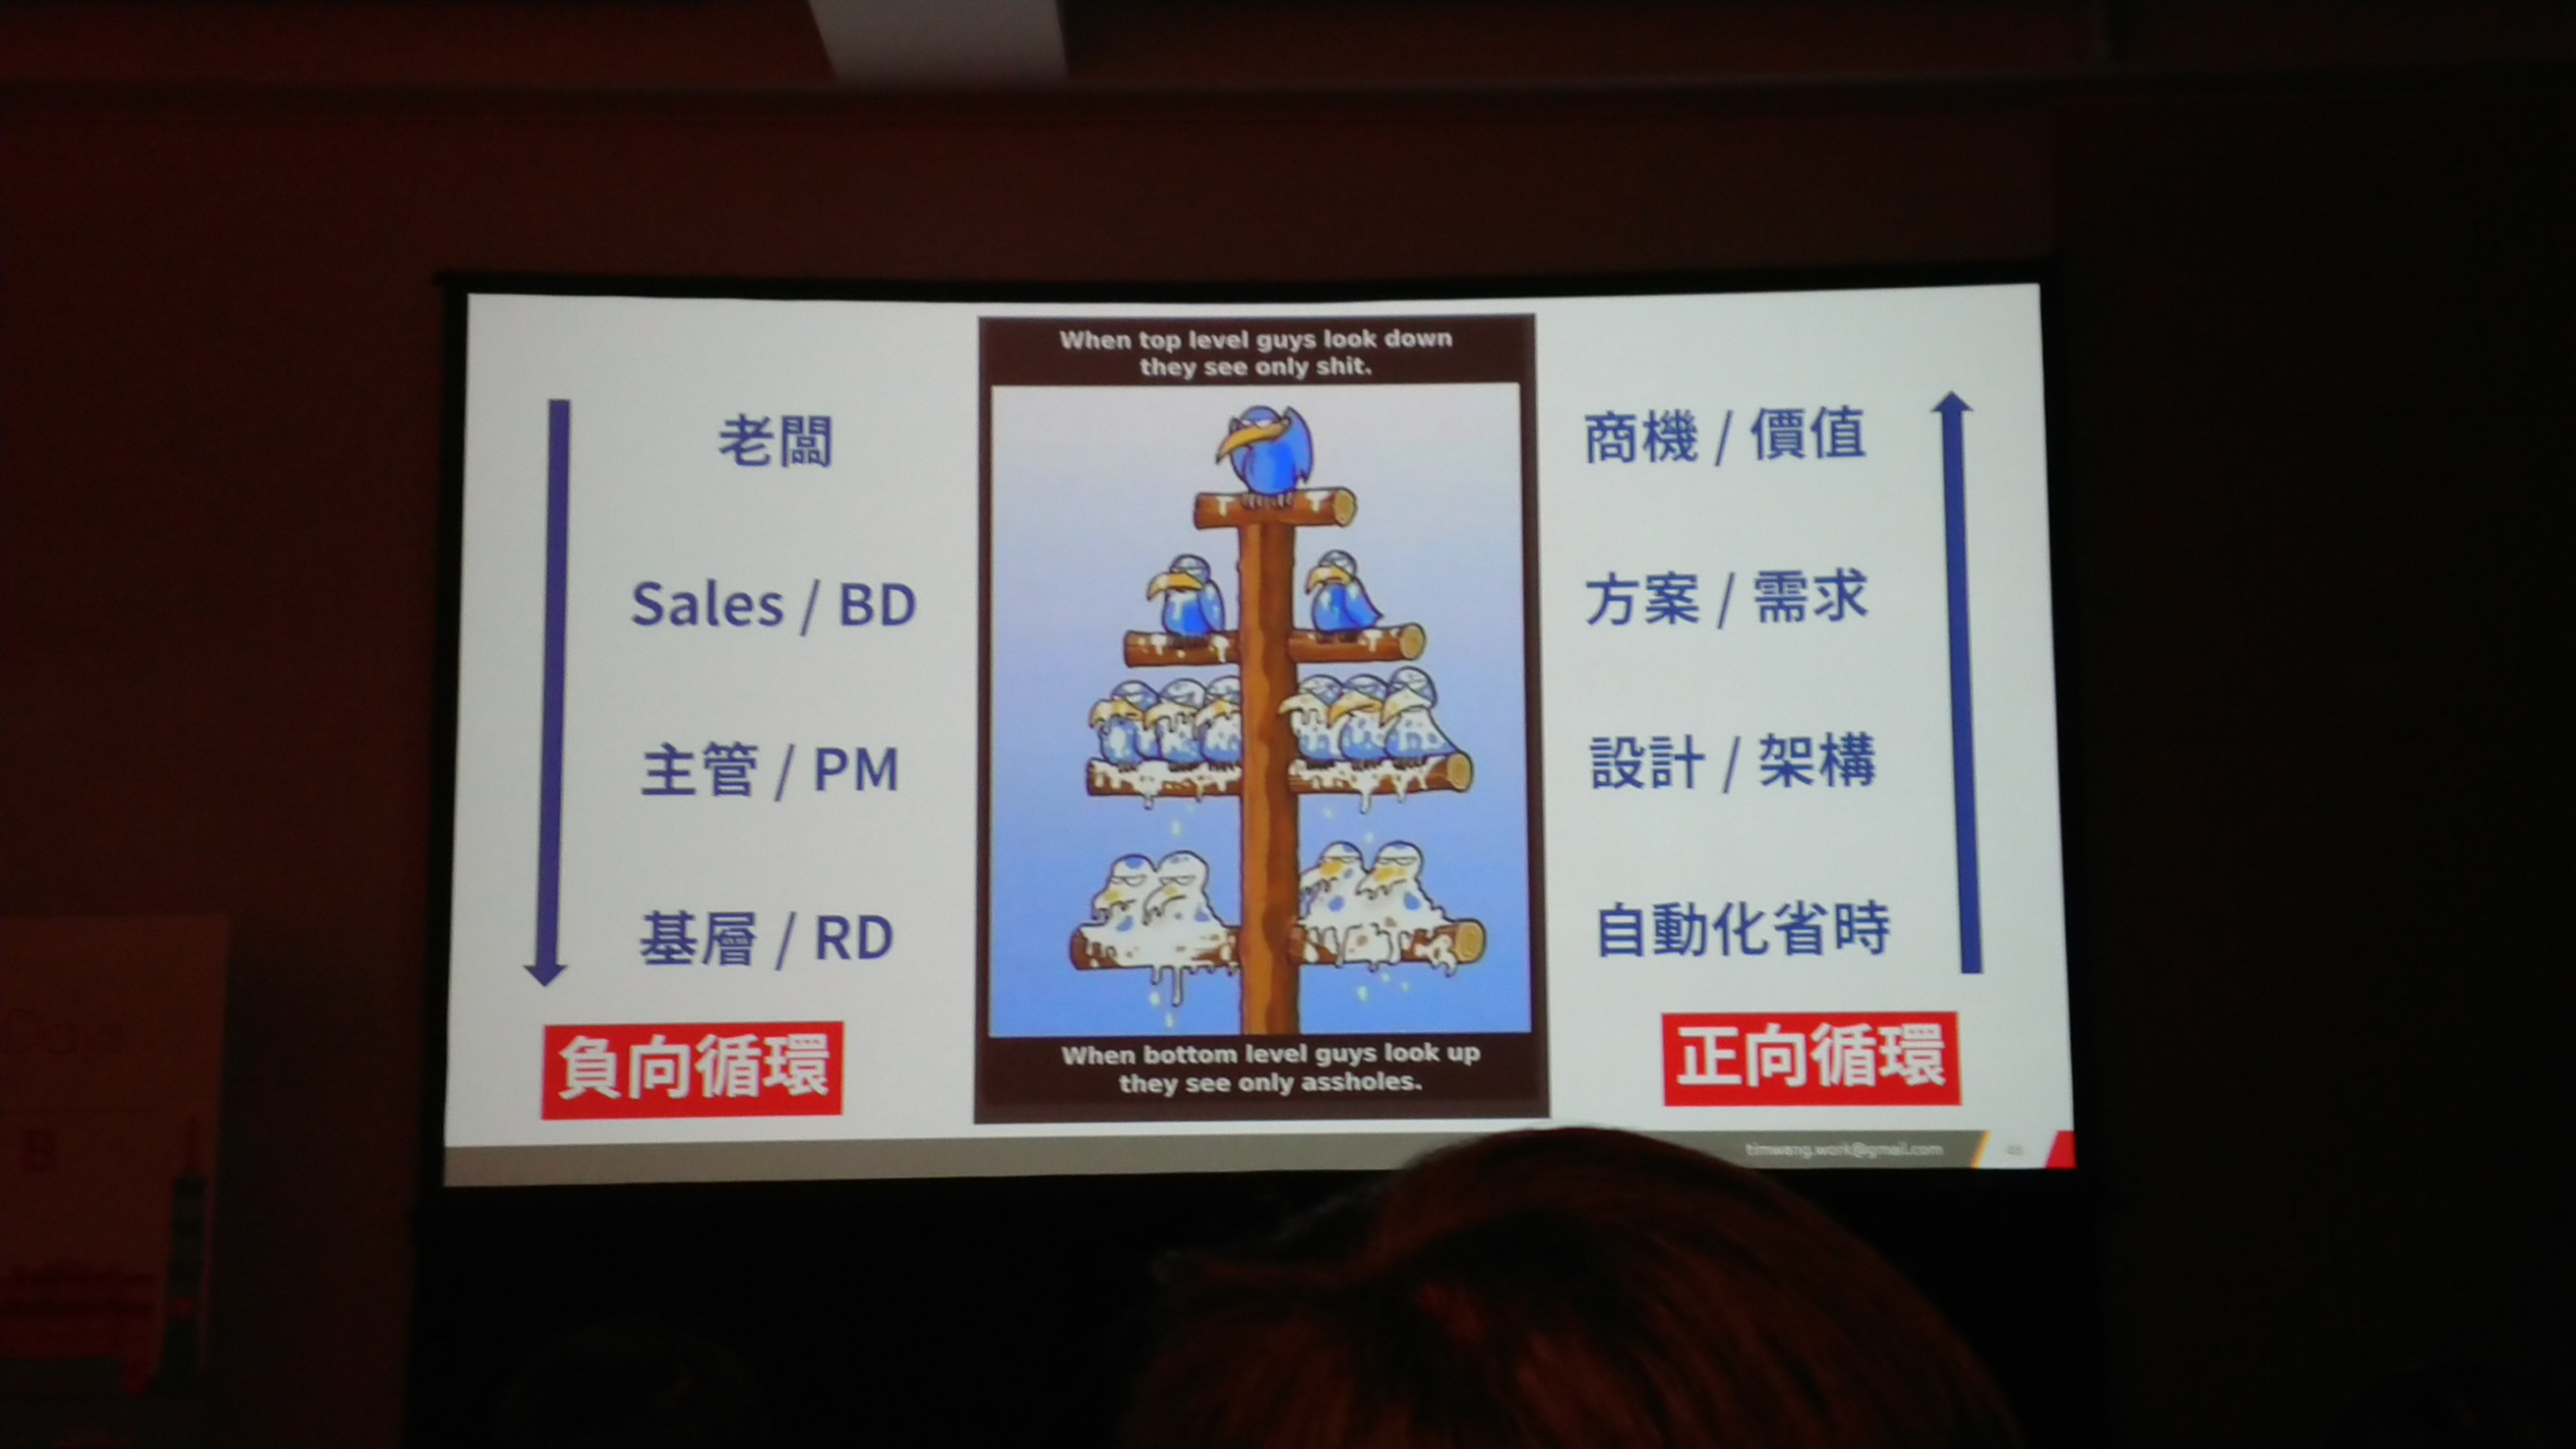 When top level guys look down
they see only shit.
老闆
商機 / 價值
Sales / BD
方案 / 需求
主管 / PM
設計 / 架構
基層 / RD
自動化省時
負向循環
正向循環
When bottom level guys look up
they see only assholes.
timwang.work@gmail.com